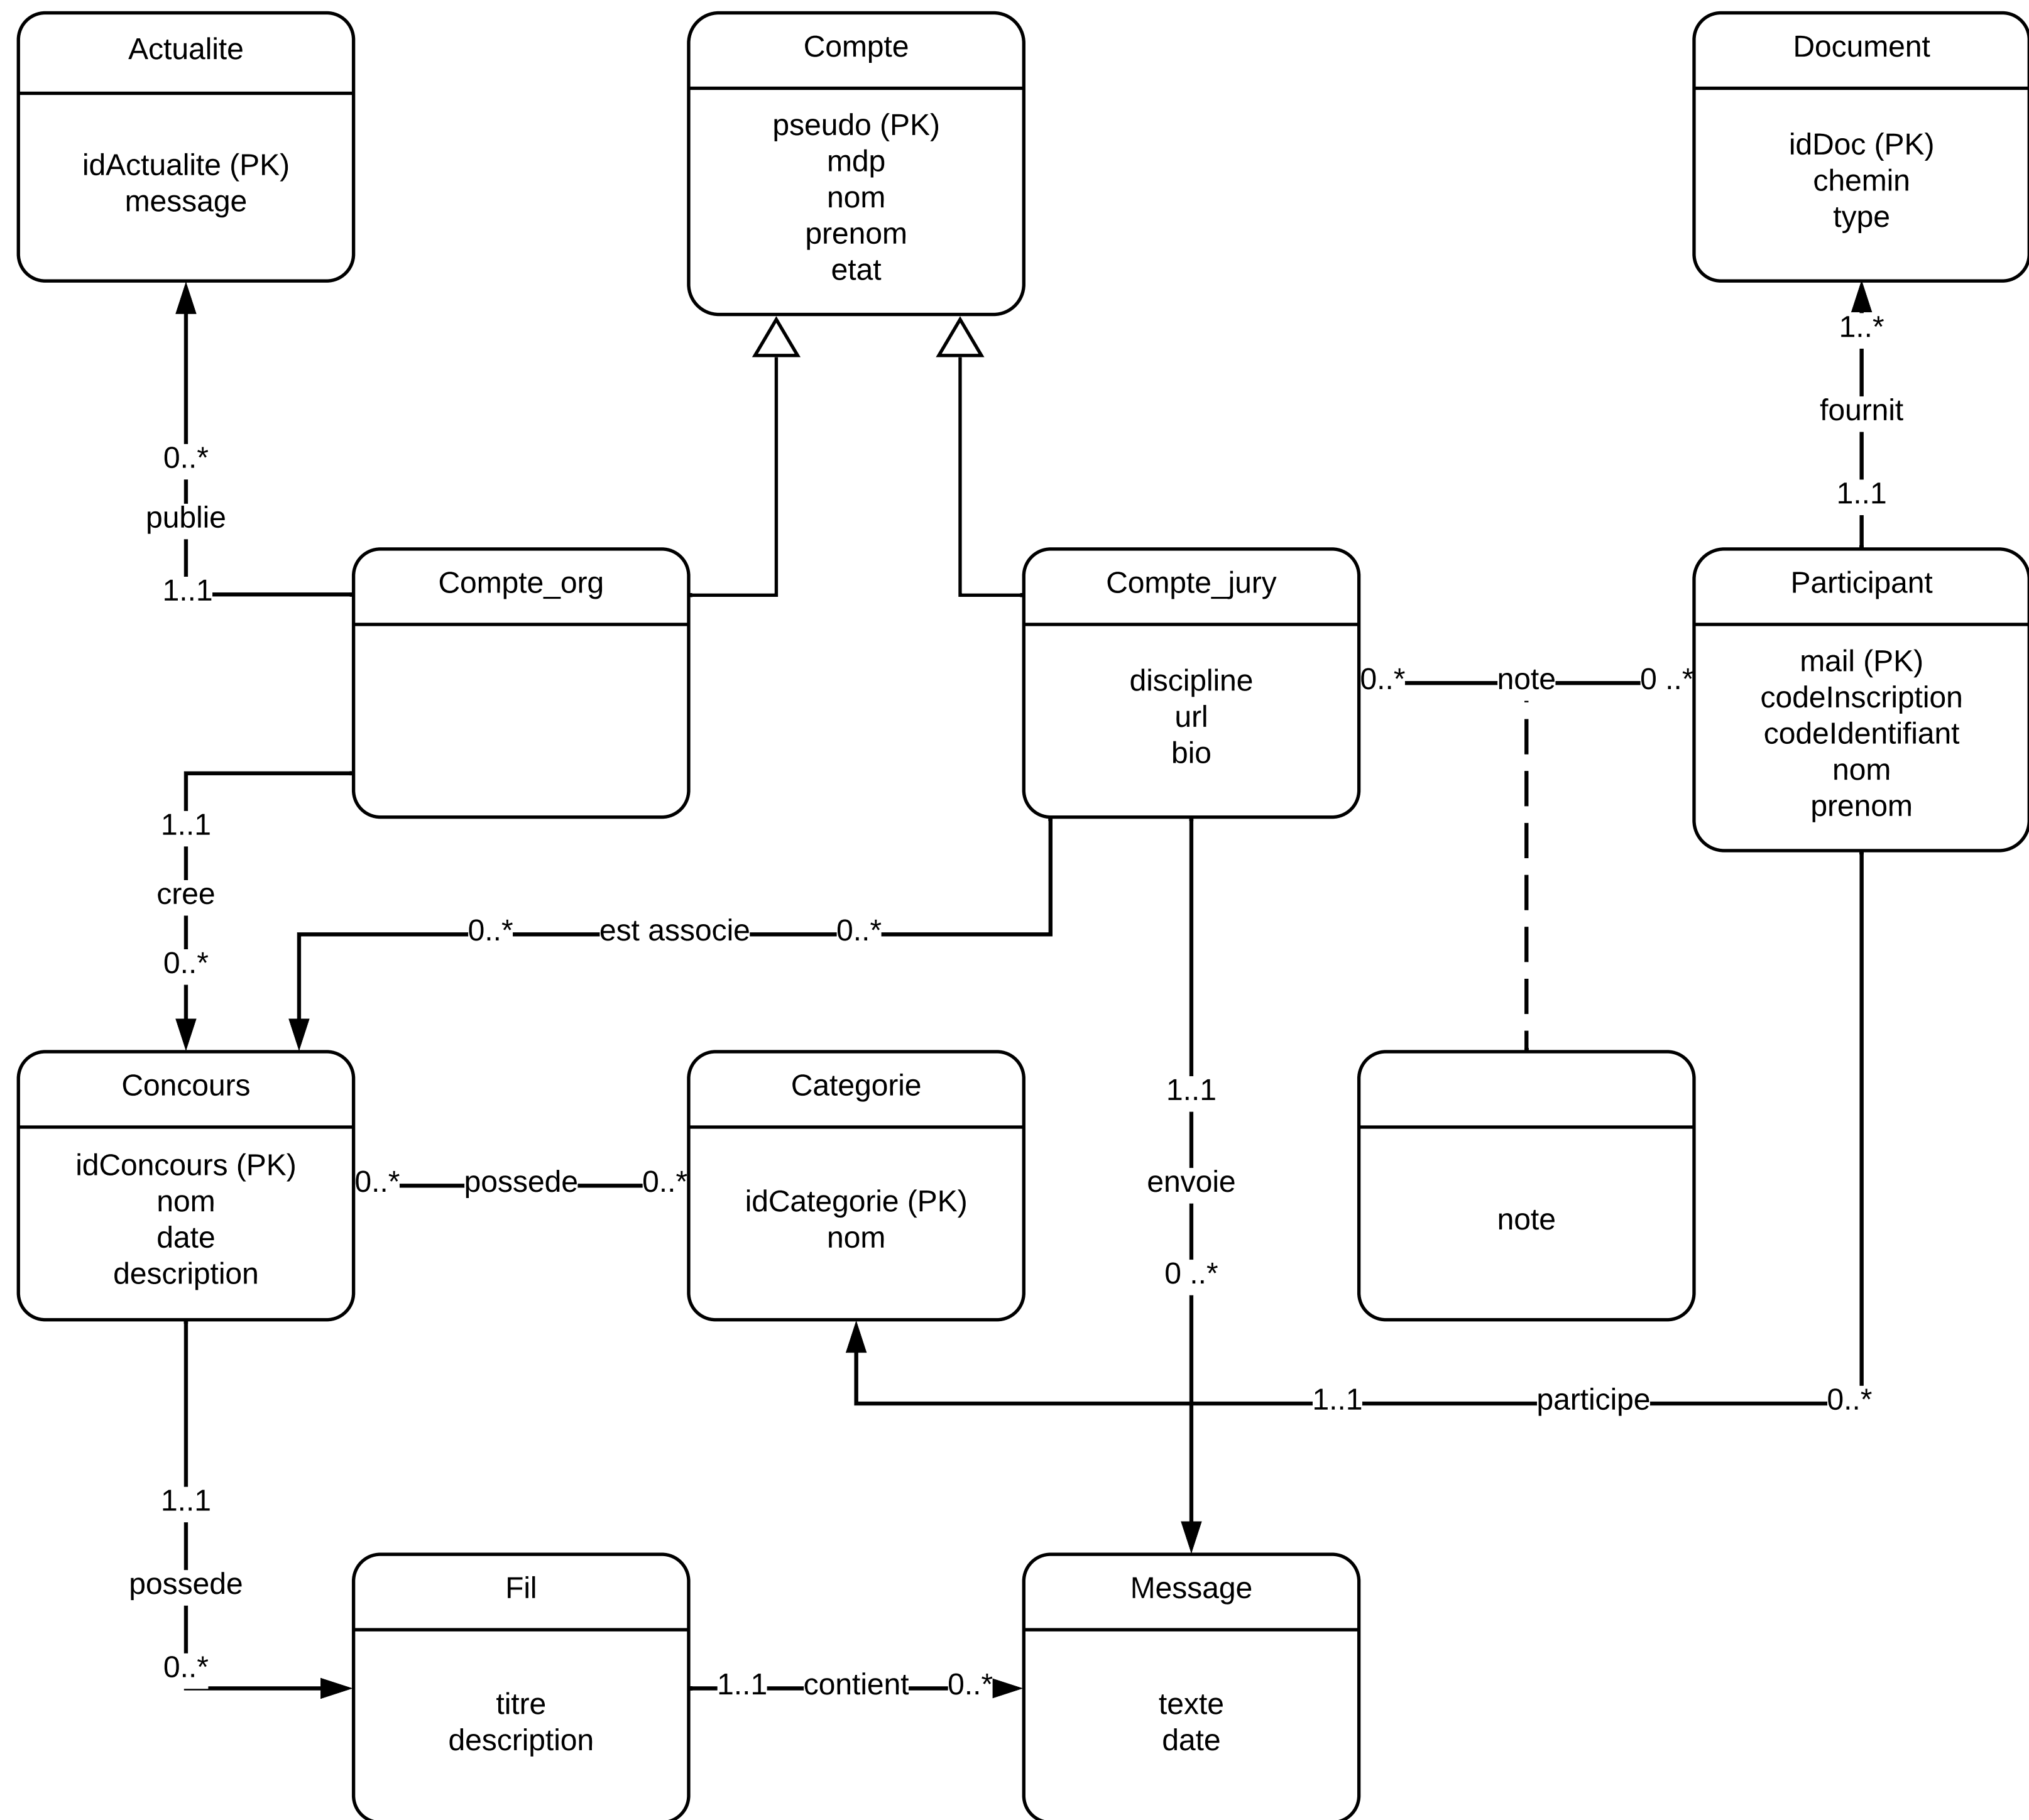 Actualite
idActualite (PK)
message
Compte
pseudo (PK)
mdp
nom
prenom
etat
Document
idDoc (PK)
chemin
type
0..*
publie
1..1
1..*
fournit
1..1
Compte_org
Compte_jury
discipline
url
bio
0..*
note
0 ..*
Participant
mail (PK)
codeInscription
codeIdentifiant
nom
prenom
1..1
cree
0..*
0..*
est associe
0..*
Concours
idConcours (PK)
nom
date
description
0..*
possede
0..*
Categorie
idCategorie (PK)
nom
1..1
envoie
0 ..*
note
1..1
participe
0..*
1..1
possede
0..*
Fil
titre
description
1..1
contient
0..*
Message
texte
date